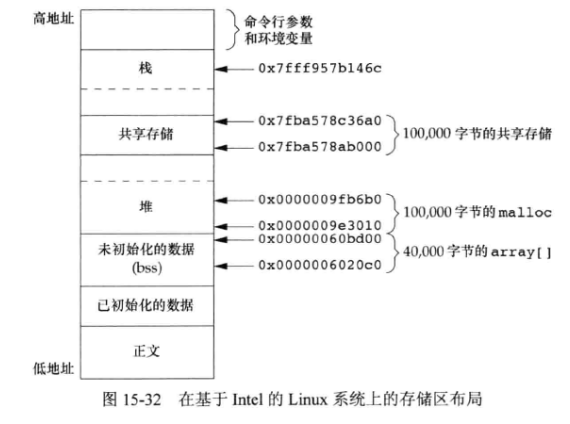 高地址
命令行参数
和环境变量
栈
0x7fff957b146c
共享存储
0x7fba578c36a0
0x7fba578ab000
100,000 字节的共享存储
堆
0x0000009fb6b0
0x0000009e3010
100,000 字节的malloc
未初始化的数据
(bss)
0x00000060bd00
0x0000006020c0
40,000 字节的array[]
已初始化的数据
正文
低地址
图 15-32 在基于 Intel 的 Linux 系统上的存储区布局